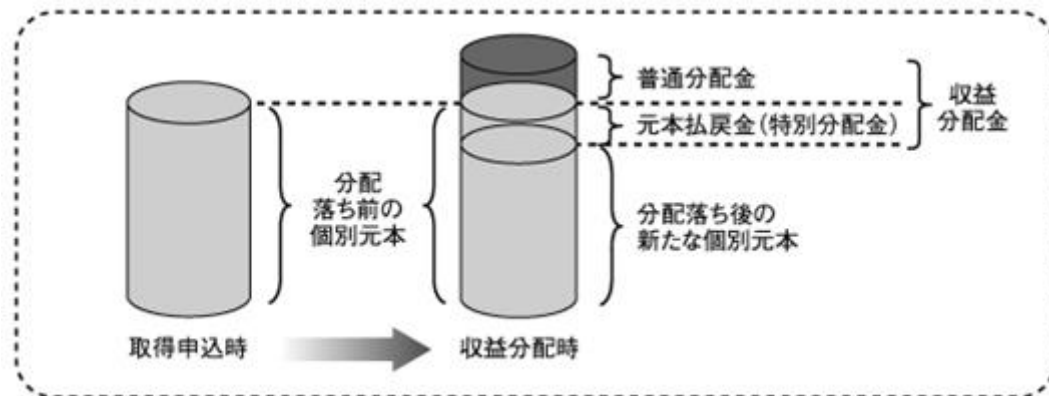 普通分配金
元本払戻金(特別分配金)
収益
分配金
分配
落ち前の
個別元本
分配落ち後の
新たな個別元本
取得申込時
収益分配時